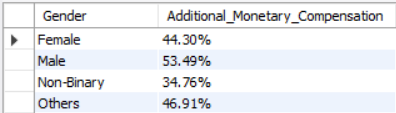 Gender Additional_Monetary_Compensation
Female 44.30%
Male 53.49%
Non-Binary 34.76%
Others 46.91%